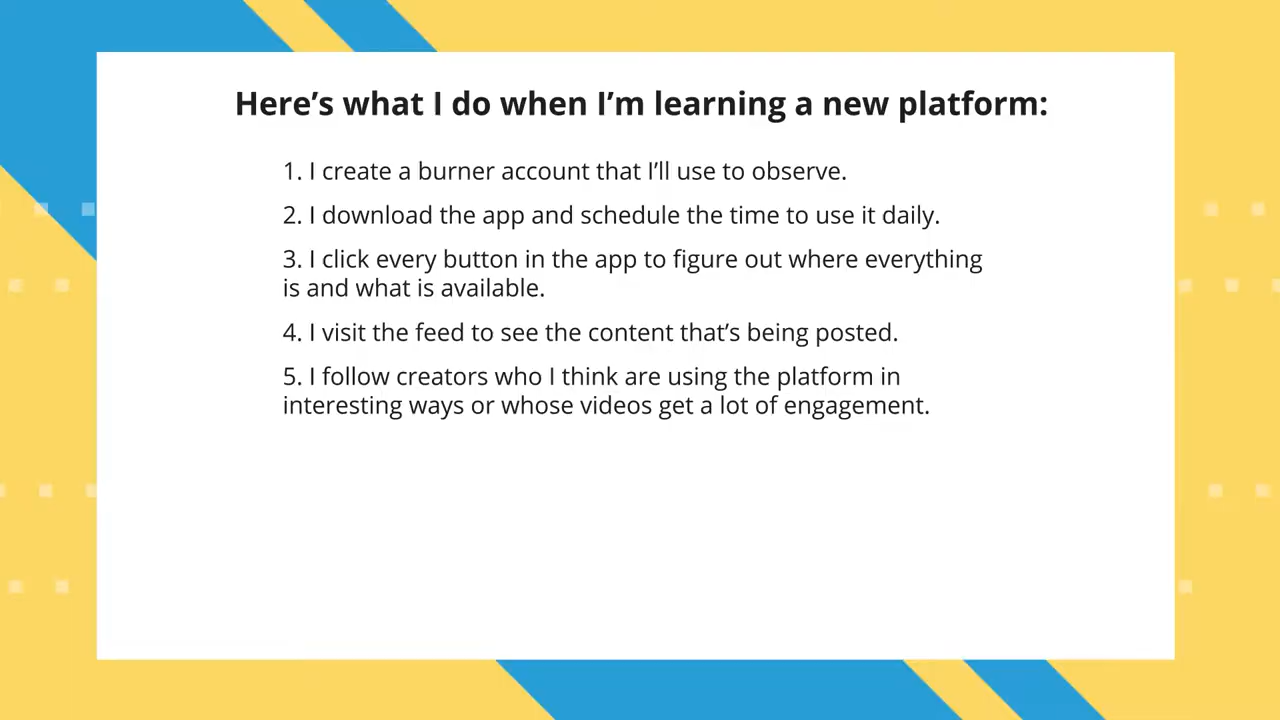 Here’s what I do when I’m learning a new platform:
1. I create a burner account that I’ll use to observe.
2. I download the app and schedule the time to use it daily.
3. I click every button in the app to figure out where everything
is and what is available.
4. I visit the feed to see the content that’s being posted.
5. I follow creators who I think are using the platform in
interesting ways or whose videos get a lot of engagement.